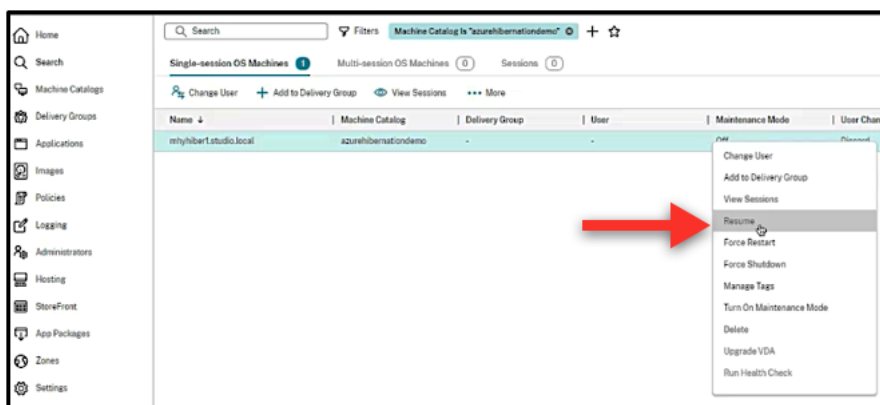 Home
Search
Machine Catalogs
Delivery Groups
Applications
Images
Policies
Logging
Administrators
Hosting
StoreFront
App Packages
Zones
Settings
Search Filters Machine Catalog Is "azurehibernationdemo"
Single-session OS Machines 1 Multi-session OS Machines 0 Sessions 0
Change User Add to Delivery Group View Sessions More
Name Machine Catalog Delivery Group User Maintenance Mode User Chan
mhyhiber1.studio.local azurehibernationdemo - - Off Discard
Change User
Add to Delivery Group
View Sessions
Resume
Force Restart
Force Shutdown
Manage Tags
Turn On Maintenance Mode
Delete
Upgrade VDA
Run Health Check